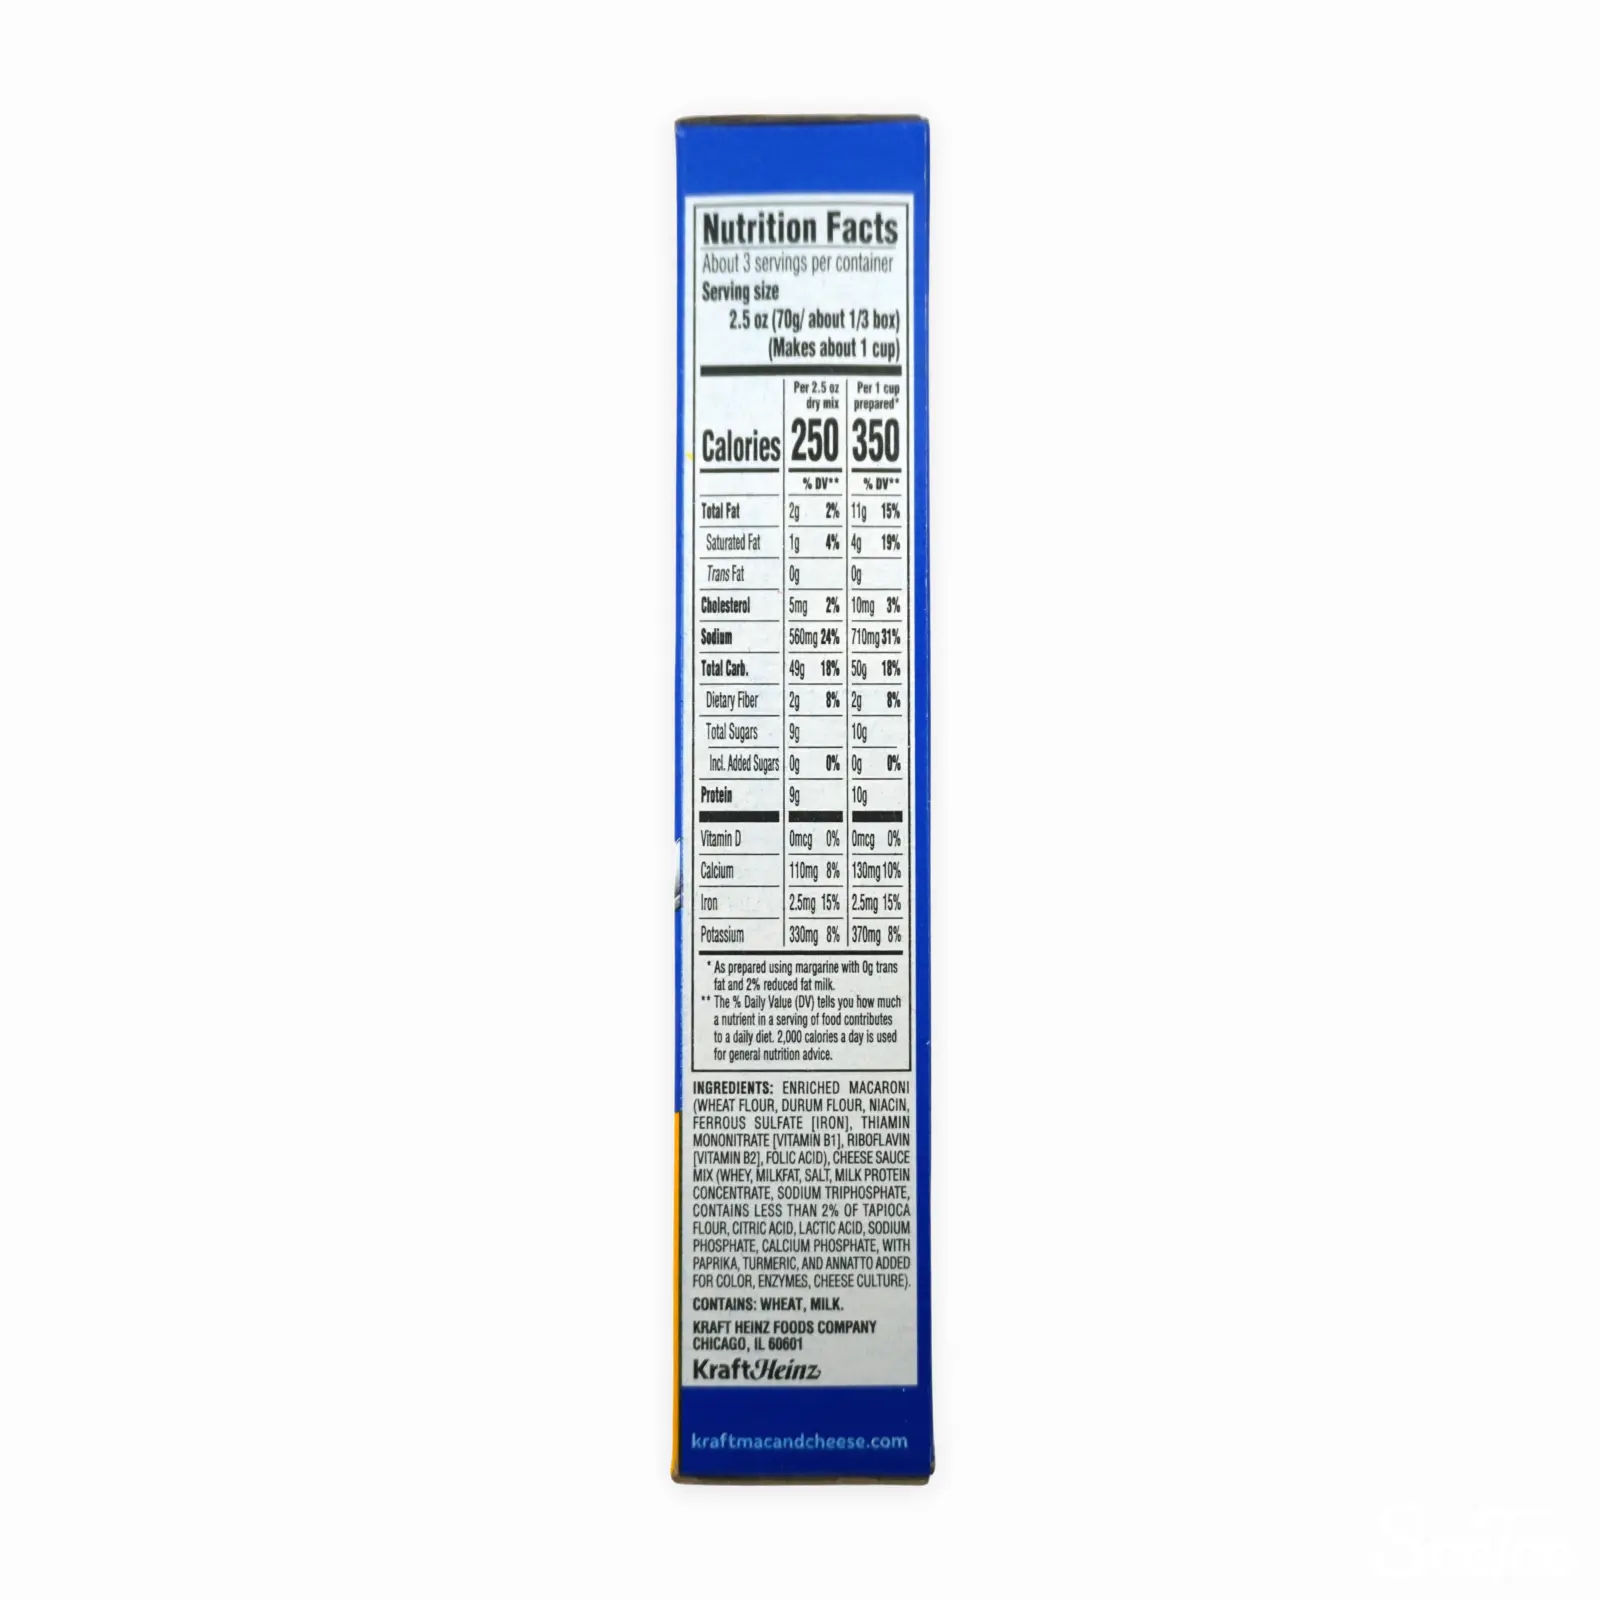 Nutrition Facts
About 3 servings per container
Serving size
2.5 oz (70g/ about 1/3 box)
(Makes about 1 cup)
Per 2.5 oz dry mix Per 1 cup prepared*
Calories 250 350
% DV** % DV**
Total Fat 2g 2% 11g 15%
Saturated Fat 1g 4% 4g 19%
Trans Fat 0g 0g
Cholesterol 5mg 2% 10mg 3%
Sodium 560mg 24% 710mg 31%
Total Carb. 49g 18% 50g 18%
Dietary Fiber 2g 8% 2g 8%
Total Sugars 9g 10g
Incl. Added Sugars 0g 0% 0g 0%
Protein 9g 10g
Vitamin D 0mcg 0% 0mcg 0%
Calcium 110mg 8% 130mg 10%
Iron 2.5mg 15% 2.5mg 15%
Potassium 330mg 8% 370mg 8%
* As prepared using margarine with 0g trans
fat and 2% reduced fat milk.
** The % Daily Value (DV) tells you how much
a nutrient in a serving of food contributes
to a daily diet. 2,000 calories a day is used
for general nutrition advice.
INGREDIENTS: ENRICHED MACARONI
(WHEAT FLOUR, DURUM FLOUR, NIACIN,
FERROUS SULFATE [IRON], THIAMIN
MONONITRATE [VITAMIN B1], RIBOFLAVIN
[VITAMIN B2], FOLIC ACID), CHEESE SAUCE
MIX (WHEY, MILKFAT, SALT, MILK PROTEIN
CONCENTRATE, SODIUM TRIPHOSPHATE,
CONTAINS LESS THAN 2% OF TAPIOCA
FLOUR, CITRIC ACID, LACTIC ACID, SODIUM
PHOSPHATE, CALCIUM PHOSPHATE, WITH
PAPRIKA, TURMERIC, AND ANNATTO ADDED
FOR COLOR, ENZYMES, CHEESE CULTURE).
CONTAINS: WHEAT, MILK.
KRAFT HEINZ FOODS COMPANY
CHICAGO, IL 60601
KraftHeinz
kraftmacandcheese.com